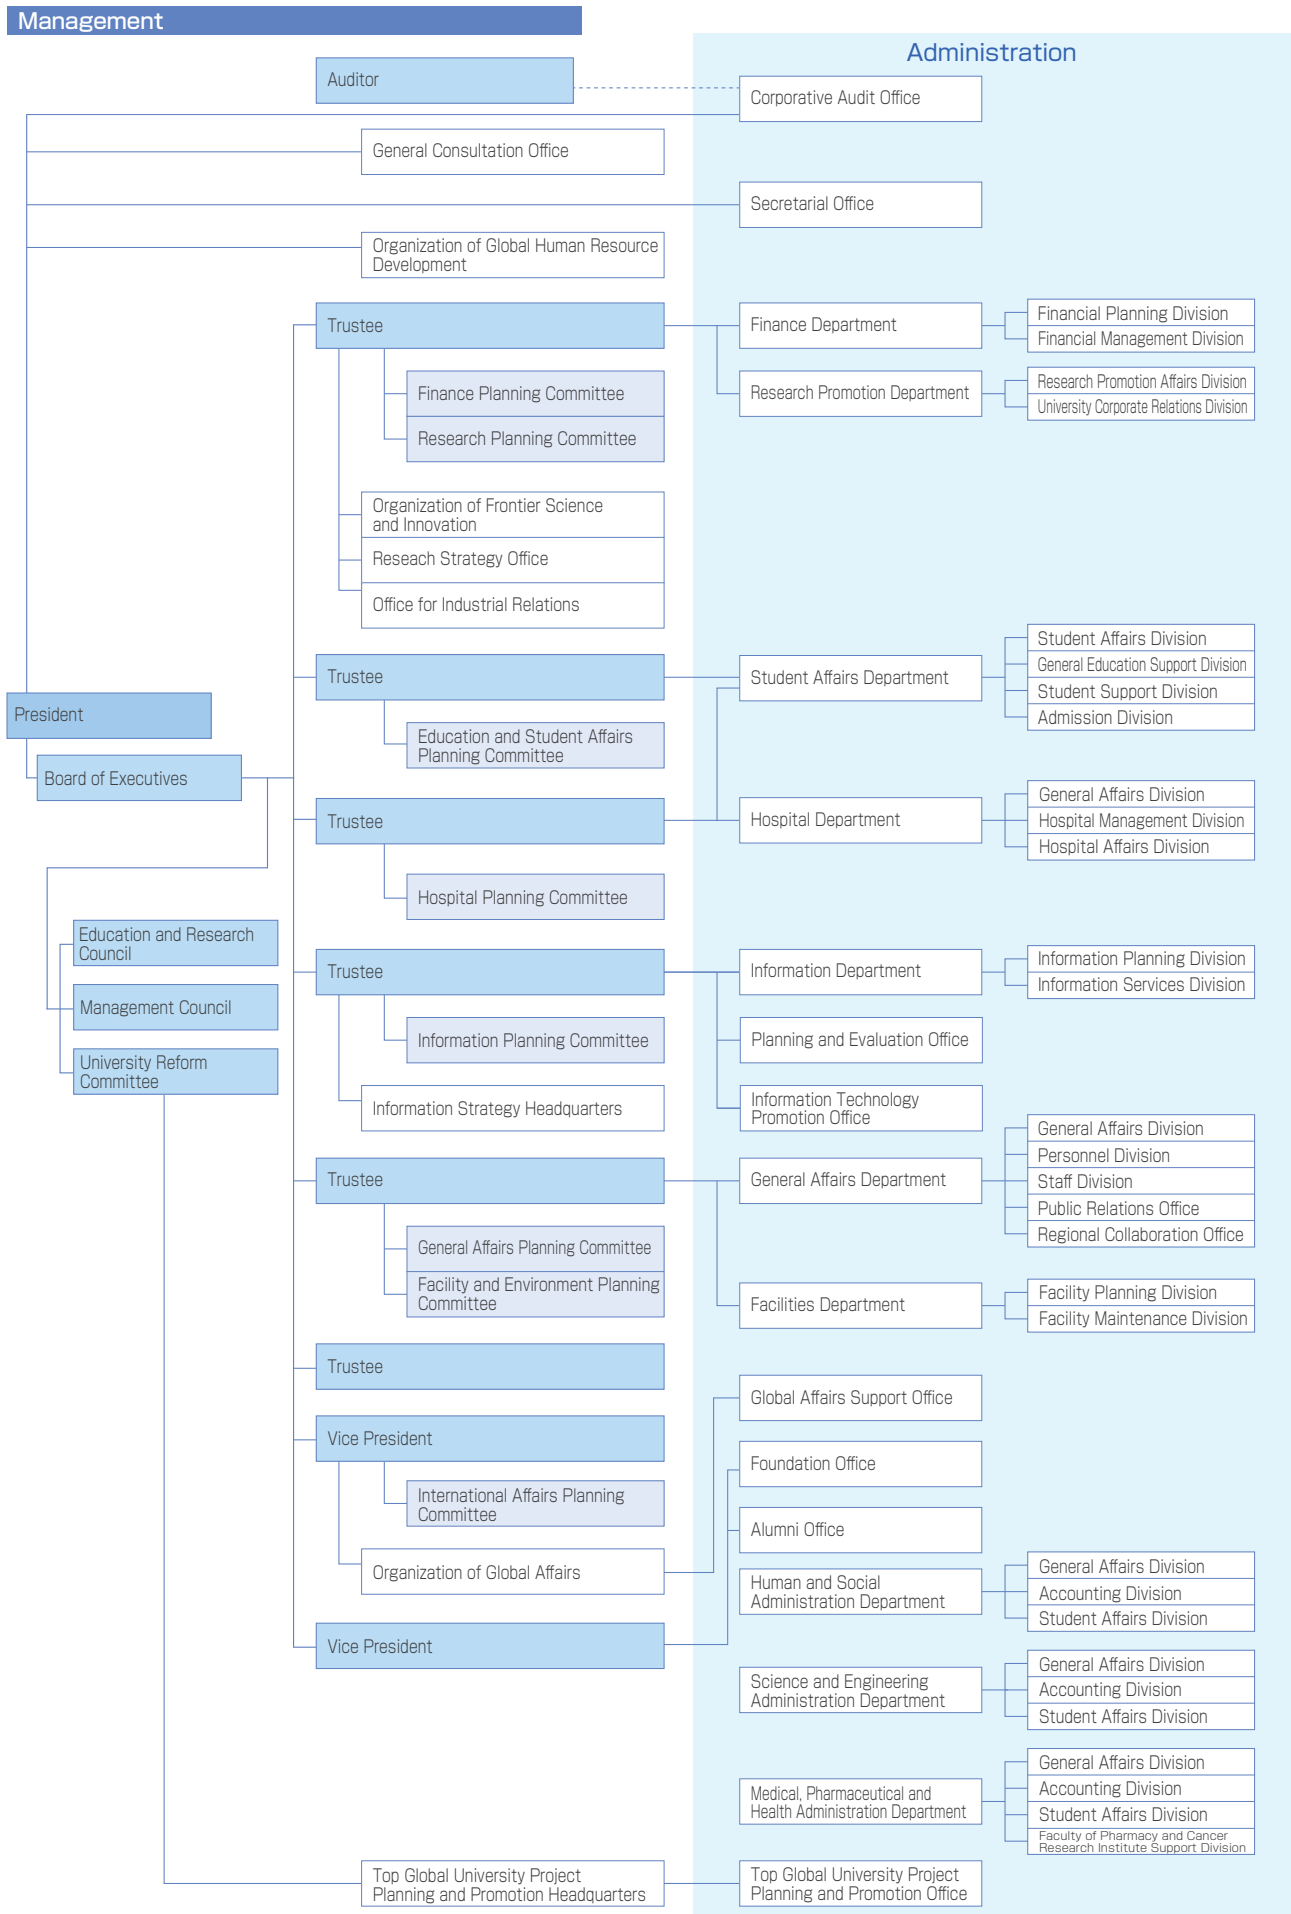 Management
Administration
Auditor
Corporative Audit Office
General Consultation Office
Secretarial Office
Organization of Global Human Resource
Development
Trustee
Finance Department
Financial Planning Division
Financial Management Division
Finance Planning Committee
Research Planning Committee
Research Promotion Department
Research Promotion Affairs Division
University Corporate Relations Division
Organization of Frontier Science
and Innovation
Reseach Strategy Office
Office for Industrial Relations
Trustee
Student Affairs Department
Student Affairs Division
General Education Support Division
Student Support Division
Admission Division
President
Education and Student Affairs
Planning Committee
Board of Executives
Trustee
Hospital Department
General Affairs Division
Hospital Management Division
Hospital Affairs Division
Hospital Planning Committee
Education and Research
Council
Management Council
University Reform
Committee
Trustee
Information Department
Information Planning Division
Information Services Division
Information Planning Committee
Planning and Evaluation Office
Information Strategy Headquarters
Information Technology
Promotion Office
Trustee
General Affairs Department
General Affairs Division
Personnel Division
Staff Division
Public Relations Office
Regional Collaboration Office
General Affairs Planning Committee
Facility and Environment Planning
Committee
Facilities Department
Facility Planning Division
Facility Maintenance Division
Trustee
Global Affairs Support Office
Vice President
Foundation Office
International Affairs Planning
Committee
Alumni Office
Organization of Global Affairs
Human and Social
Administration Department
General Affairs Division
Accounting Division
Student Affairs Division
Vice President
Science and Engineering
Administration Department
General Affairs Division
Accounting Division
Student Affairs Division
Medical, Pharmaceutical and
Health Administration Department
General Affairs Division
Accounting Division
Student Affairs Division
Faculty of Pharmacy and Cancer
Research Institute Support Division
Top Global University Project
Planning and Promotion Headquarters
Top Global University Project
Planning and Promotion Office